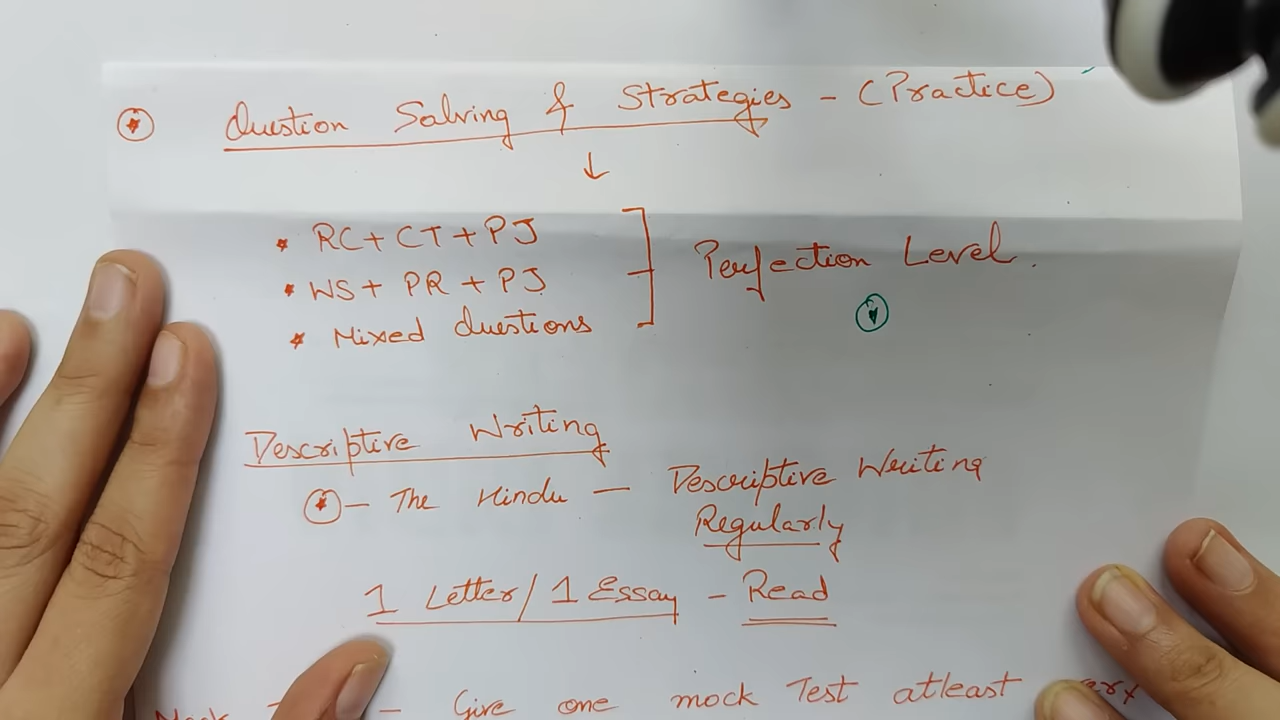 Question Solving & Strategies - (Practice)
RC + CT + PJ
WS + PR + PJ
Mixed Questions
Perfection Level.
Descriptive Writing
- The Hindu - Descriptive Writing
Regularly
1 Letter / 1 Essay - Read
Mock - Give one mock Test atleast